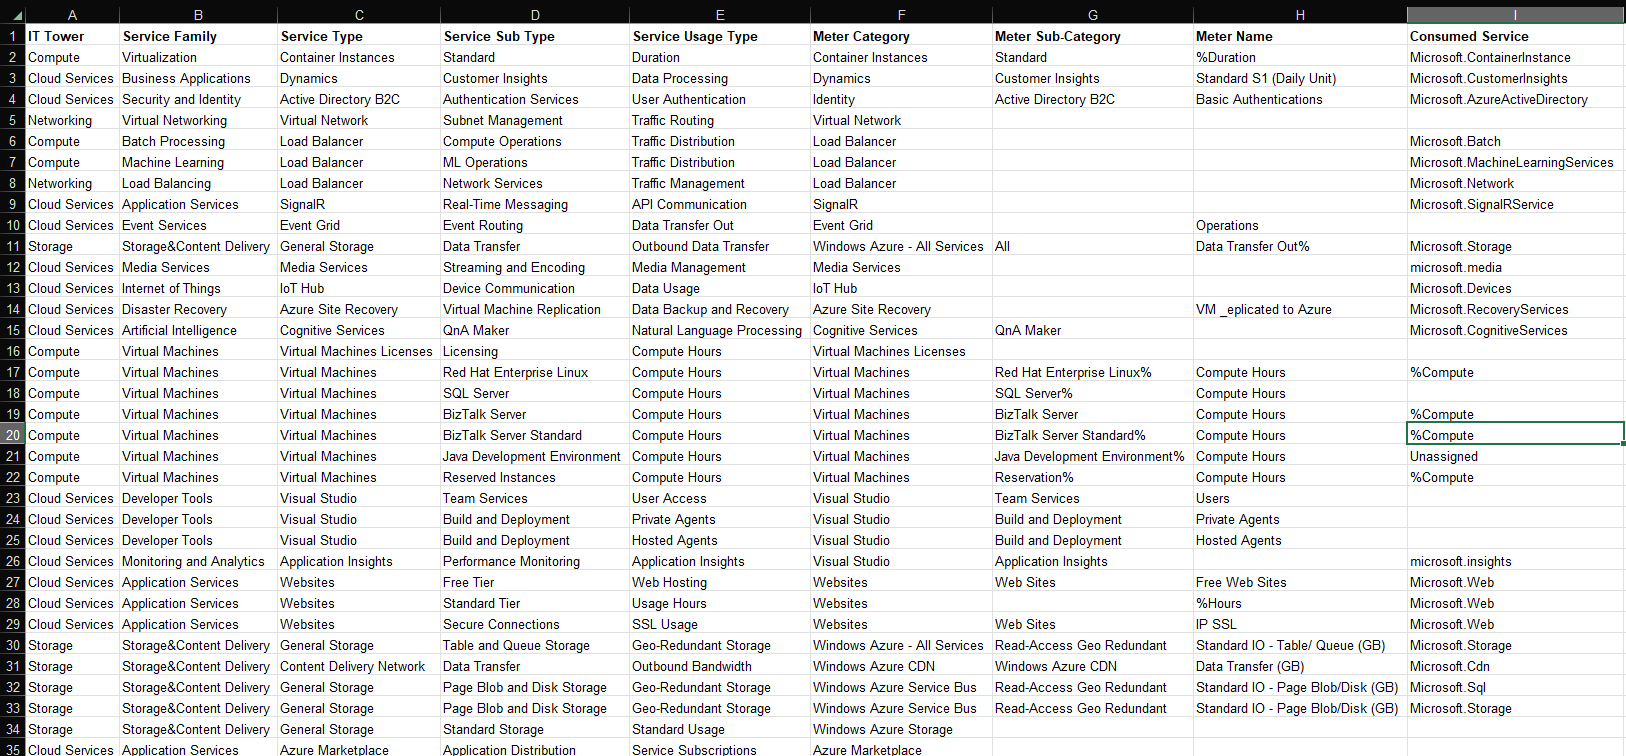 A B C D E F G H I
1 IT Tower Service Family Service Type Service Sub Type Service Usage Type Meter Category Meter Sub-Category Meter Name Consumed Service
2 Compute Virtualization Container Instances Standard Duration Container Instances Standard %Duration Microsoft.ContainerInstance
3 Cloud Services Business Applications Dynamics Customer Insights Data Processing Dynamics Customer Insights Standard S1 (Daily Unit) Microsoft.CustomerInsights
4 Cloud Services Security and Identity Active Directory B2C Authentication Services User Authentication Identity Active Directory B2C Basic Authentications Microsoft.AzureActiveDirectory
5 Networking Virtual Networking Virtual Network Subnet Management Traffic Routing Virtual Network
6 Compute Batch Processing Load Balancer Compute Operations Traffic Distribution Load Balancer Microsoft.Batch
7 Compute Machine Learning Load Balancer ML Operations Traffic Distribution Load Balancer Microsoft.MachineLearningServices
8 Networking Load Balancing Load Balancer Network Services Traffic Management Load Balancer Microsoft.Network
9 Cloud Services Application Services SignalR Real-Time Messaging API Communication SignalR Microsoft.SignalRService
10 Cloud Services Event Services Event Grid Event Routing Data Transfer Out Event Grid Operations
11 Storage Storage&Content Delivery General Storage Data Transfer Outbound Data Transfer Windows Azure - All Services All Data Transfer Out% Microsoft.Storage
12 Cloud Services Media Services Media Services Streaming and Encoding Media Management Media Services microsoft.media
13 Cloud Services Internet of Things IoT Hub Device Communication Data Usage IoT Hub Microsoft.Devices
14 Cloud Services Disaster Recovery Azure Site Recovery Virtual Machine Replication Data Backup and Recovery Azure Site Recovery VM _eplicated to Azure Microsoft.RecoveryServices
15 Cloud Services Artificial Intelligence Cognitive Services QnA Maker Natural Language Processing Cognitive Services QnA Maker Microsoft.CognitiveServices
16 Compute Virtual Machines Virtual Machines Licenses Licensing Compute Hours Virtual Machines Licenses
17 Compute Virtual Machines Virtual Machines Red Hat Enterprise Linux Compute Hours Virtual Machines Red Hat Enterprise Linux% Compute Hours %Compute
18 Compute Virtual Machines Virtual Machines SQL Server Compute Hours Virtual Machines SQL Server% Compute Hours
19 Compute Virtual Machines Virtual Machines BizTalk Server Compute Hours Virtual Machines BizTalk Server Compute Hours %Compute
20 Compute Virtual Machines Virtual Machines BizTalk Server Standard Compute Hours Virtual Machines BizTalk Server Standard% Compute Hours %Compute
21 Compute Virtual Machines Virtual Machines Java Development Environment Compute Hours Virtual Machines Java Development Environment% Compute Hours Unassigned
22 Compute Virtual Machines Virtual Machines Reserved Instances Compute Hours Virtual Machines Reservation% Compute Hours %Compute
23 Cloud Services Developer Tools Visual Studio Team Services User Access Visual Studio Team Services Users
24 Cloud Services Developer Tools Visual Studio Build and Deployment Private Agents Visual Studio Build and Deployment Private Agents
25 Cloud Services Developer Tools Visual Studio Build and Deployment Hosted Agents Visual Studio Build and Deployment Hosted Agents
26 Cloud Services Monitoring and Analytics Application Insights Performance Monitoring Application Insights Visual Studio Application Insights microsoft.insights
27 Cloud Services Application Services Websites Free Tier Web Hosting Websites Web Sites Free Web Sites Microsoft.Web
28 Cloud Services Application Services Websites Standard Tier Usage Hours Websites %Hours Microsoft.Web
29 Cloud Services Application Services Websites Secure Connections SSL Usage Websites Web Sites IP SSL Microsoft.Web
30 Storage Storage&Content Delivery General Storage Table and Queue Storage Geo-Redundant Storage Windows Azure - All Services Read-Access Geo Redundant Standard IO - Table/ Queue (GB) Microsoft.Storage
31 Storage Storage&Content Delivery Content Delivery Network Data Transfer Outbound Bandwidth Windows Azure CDN Windows Azure CDN Data Transfer (GB) Microsoft.Cdn
32 Storage Storage&Content Delivery General Storage Page Blob and Disk Storage Geo-Redundant Storage Windows Azure Service Bus Read-Access Geo Redundant Standard IO - Page Blob/Disk (GB) Microsoft.Sql
33 Storage Storage&Content Delivery General Storage Page Blob and Disk Storage Geo-Redundant Storage Windows Azure Service Bus Read-Access Geo Redundant Standard IO - Page Blob/Disk (GB) Microsoft.Storage
34 Storage Storage&Content Delivery General Storage Standard Storage Standard Usage Windows Azure Storage
35 Cloud Services Application Services Azure Marketplace Application Distribution Service Subscriptions Azure Marketplace